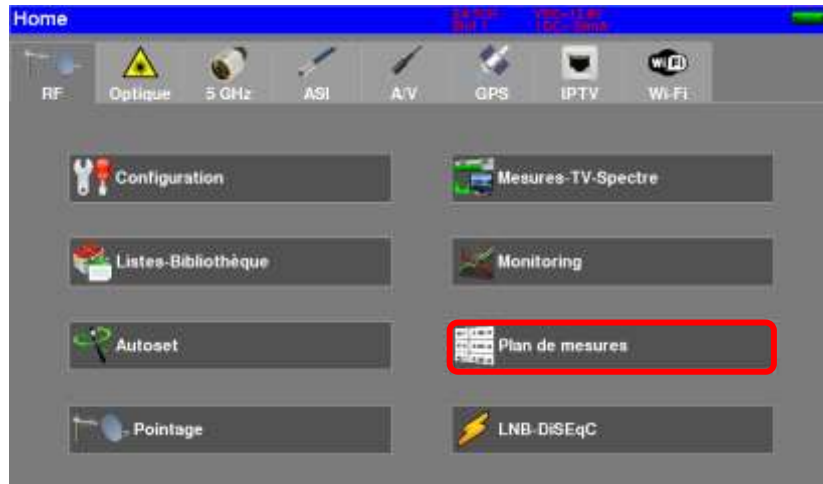 Home
RF
Optique
5 GHz
ASI
A/V
GPS
IPTV
Wi-Fi
Configuration
Mesures-TV-Spectre
Listes-Bibliothèque
Monitoring
Autoset
Plan de mesures
Pointage
LNB-DiSEqC